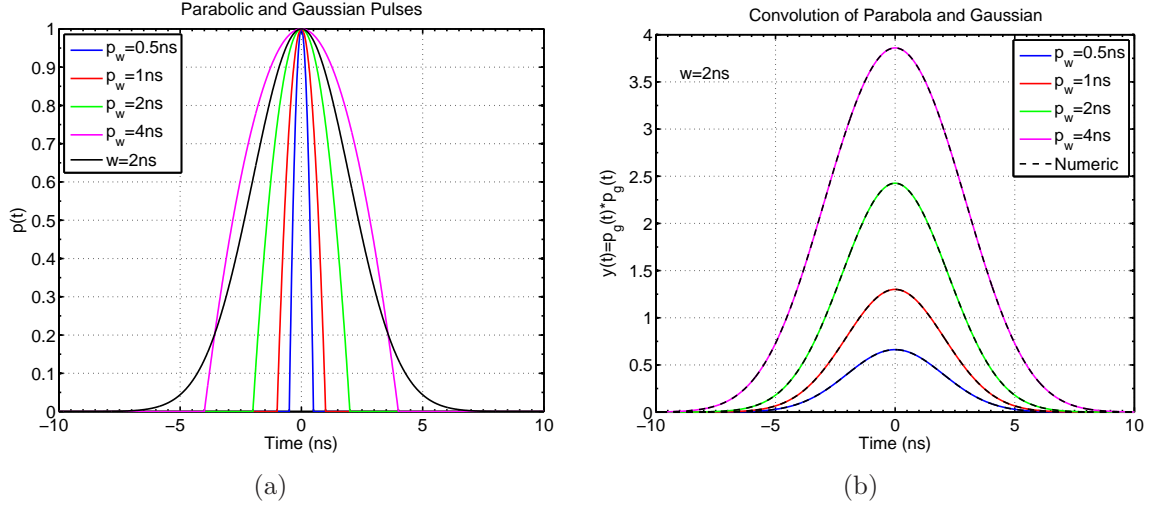 Parabolic and Gaussian Pulses
p(t)
1
0.9
0.8
0.7
0.6
0.5
0.4
0.3
0.2
0.1
0
p_w=0.5ns
p_w=1ns
p_w=2ns
p_w=4ns
w=2ns
−10
−5
0
5
10
Time (ns)
(a)
Convolution of Parabola and Gaussian
y(t)=p_g(t)*p_g(t)
4
3.5
3
2.5
2
1.5
1
0.5
0
w=2ns
p_w=0.5ns
p_w=1ns
p_w=2ns
p_w=4ns
Numeric
−10
−5
0
5
10
Time (ns)
(b)